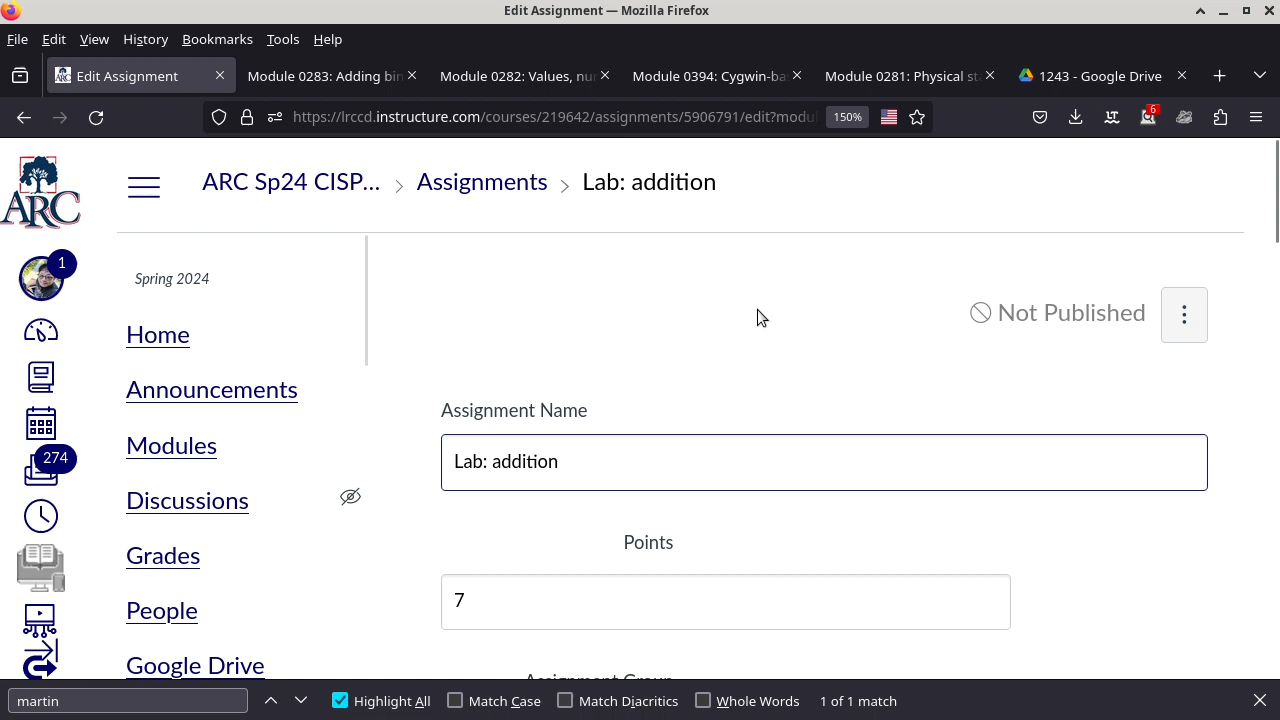 Edit Assignment — Mozilla Firefox
File Edit View History Bookmarks Tools Help
Edit Assignment
Module 0283: Adding bin
Module 0282: Values, nu
Module 0394: Cygwin-ba
Module 0281: Physical st
1243 - Google Drive
https://lrccd.instructure.com/courses/219642/assignments/5906791/edit?modu
150%
6
ARC
ARC Sp24 CISP...
Assignments
Lab: addition
1
Spring 2024
Not Published
Home
Announcements
Modules
274
Discussions
Grades
People
Google Drive
Assignment Name
Lab: addition
Points
7
Assignment Group
martin
Highlight All
Match Case
Match Diacritics
Whole Words
1 of 1 match